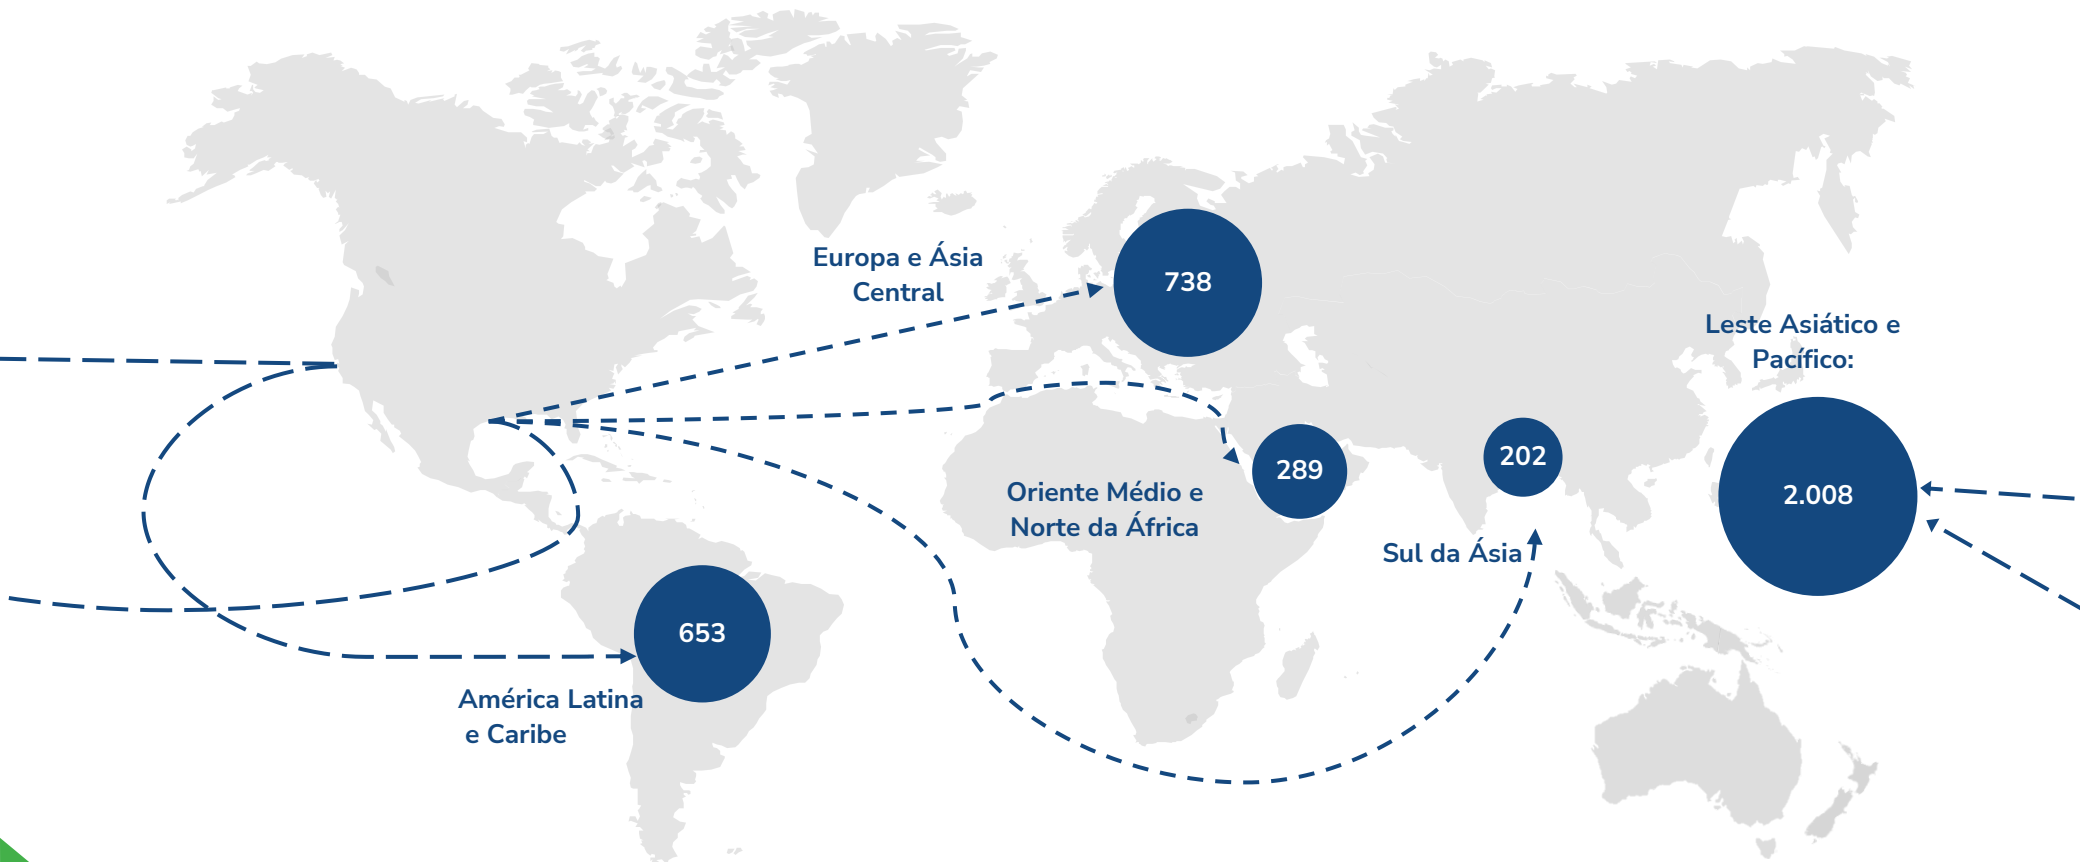 Europa e Ásia
Central
738
Leste Asiático e
Pacífico:
2.008
289
202
Oriente Médio e
Norte da África
Sul da Ásia
653
América Latina
e Caribe